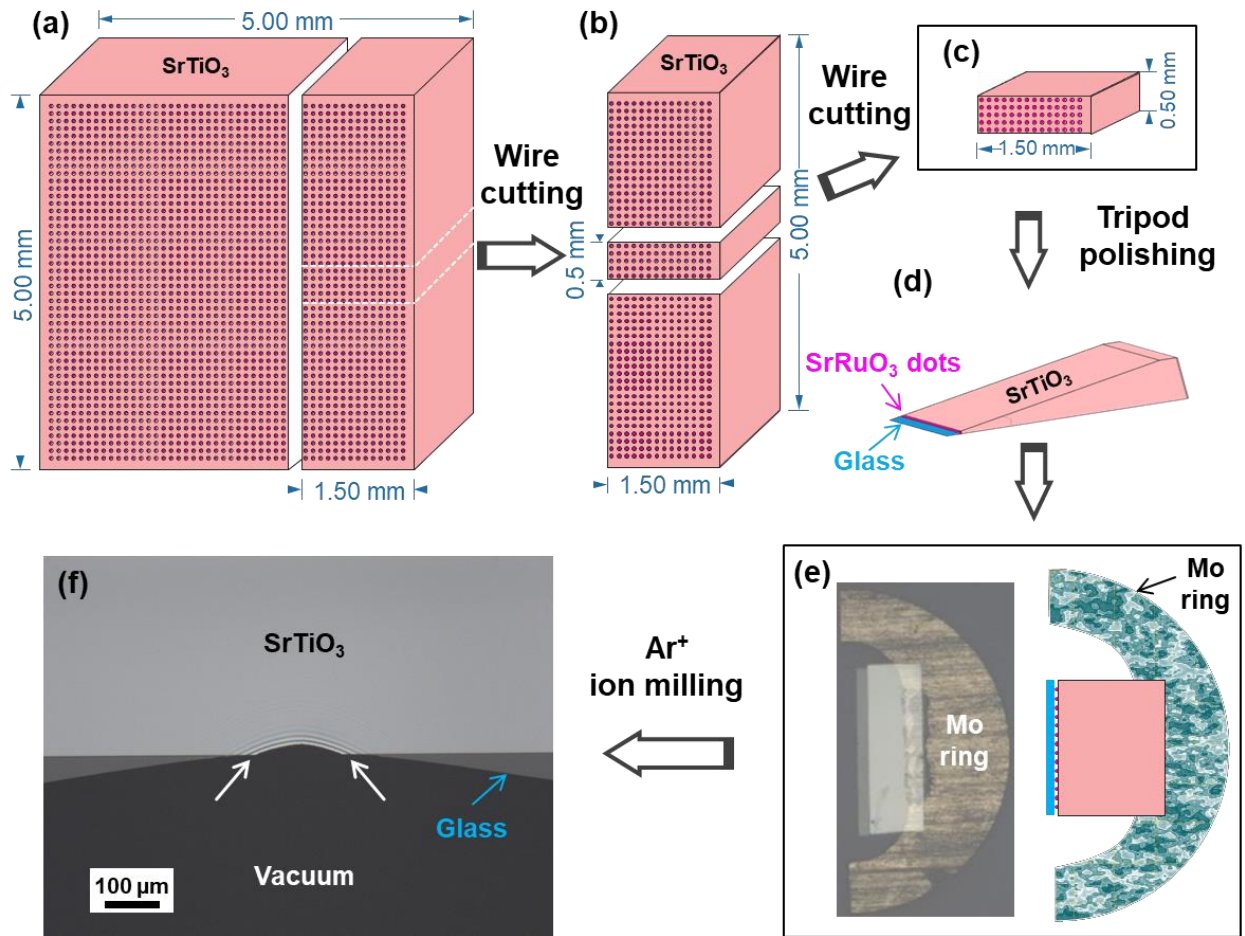 (a)
5.00 mm
SrTiO₃
5.00 mm
1.50 mm
Wire
cutting
(b)
SrTiO₃
0.5 mm
5.00 mm
1.50 mm
Wire
cutting
(c)
0.50 mm
1.50 mm
Tripod
polishing
(d)
SrRuO₃ dots
SrTiO₃
Glass
(e)
Mo
ring
Mo
ring
Ar⁺
ion milling
(f)
SrTiO₃
Glass
Vacuum
100 µm